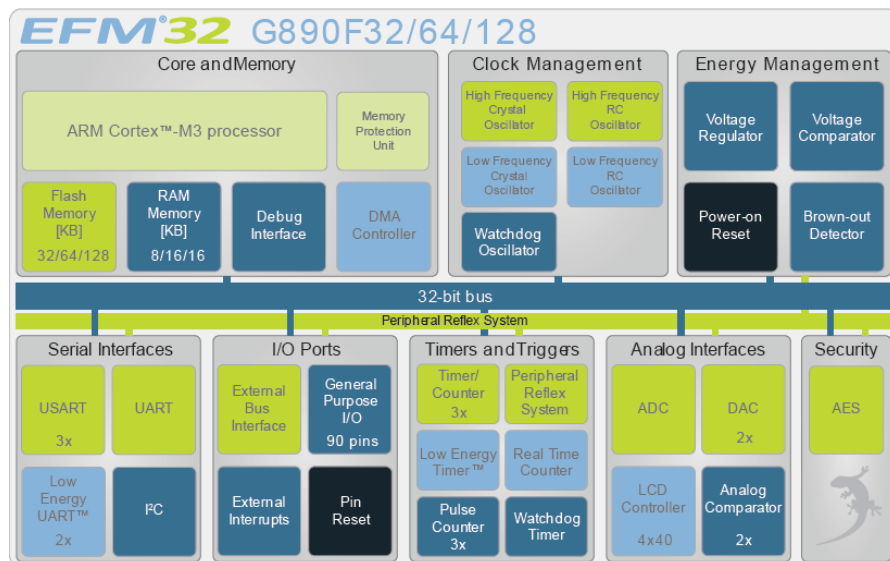 EFM®32 G890F32/64/128
Core and Memory
ARM Cortex™-M3 processor
Memory
Protection
Unit
Flash
Memory
[KB]
32/64/128
RAM
Memory
[KB]
8/16/16
Debug
Interface
DMA
Controller
Clock Management
High Frequency
Crystal
Oscillator
High Frequency
RC
Oscillator
Low Frequency
Crystal
Oscillator
Low Frequency
RC
Oscillator
Watchdog
Oscillator
Energy Management
Voltage
Regulator
Voltage
Comparator
Power-on
Reset
Brown-out
Detector
32-bit bus
Peripheral Reflex System
Serial Interfaces
USART
3x
UART
Low
Energy
UART™
2x
I²C
I/O Ports
External
Bus
Interface
General
Purpose
I/O
90 pins
External
Interrupts
Pin
Reset
Timers and Triggers
Timer/
Counter
3x
Peripheral
Reflex
System
Low Energy
Timer™
Real Time
Counter
Pulse
Counter
3x
Watchdog
Timer
Analog Interfaces
ADC
DAC
2x
LCD
Controller
4x40
Analog
Comparator
2x
Security
AES